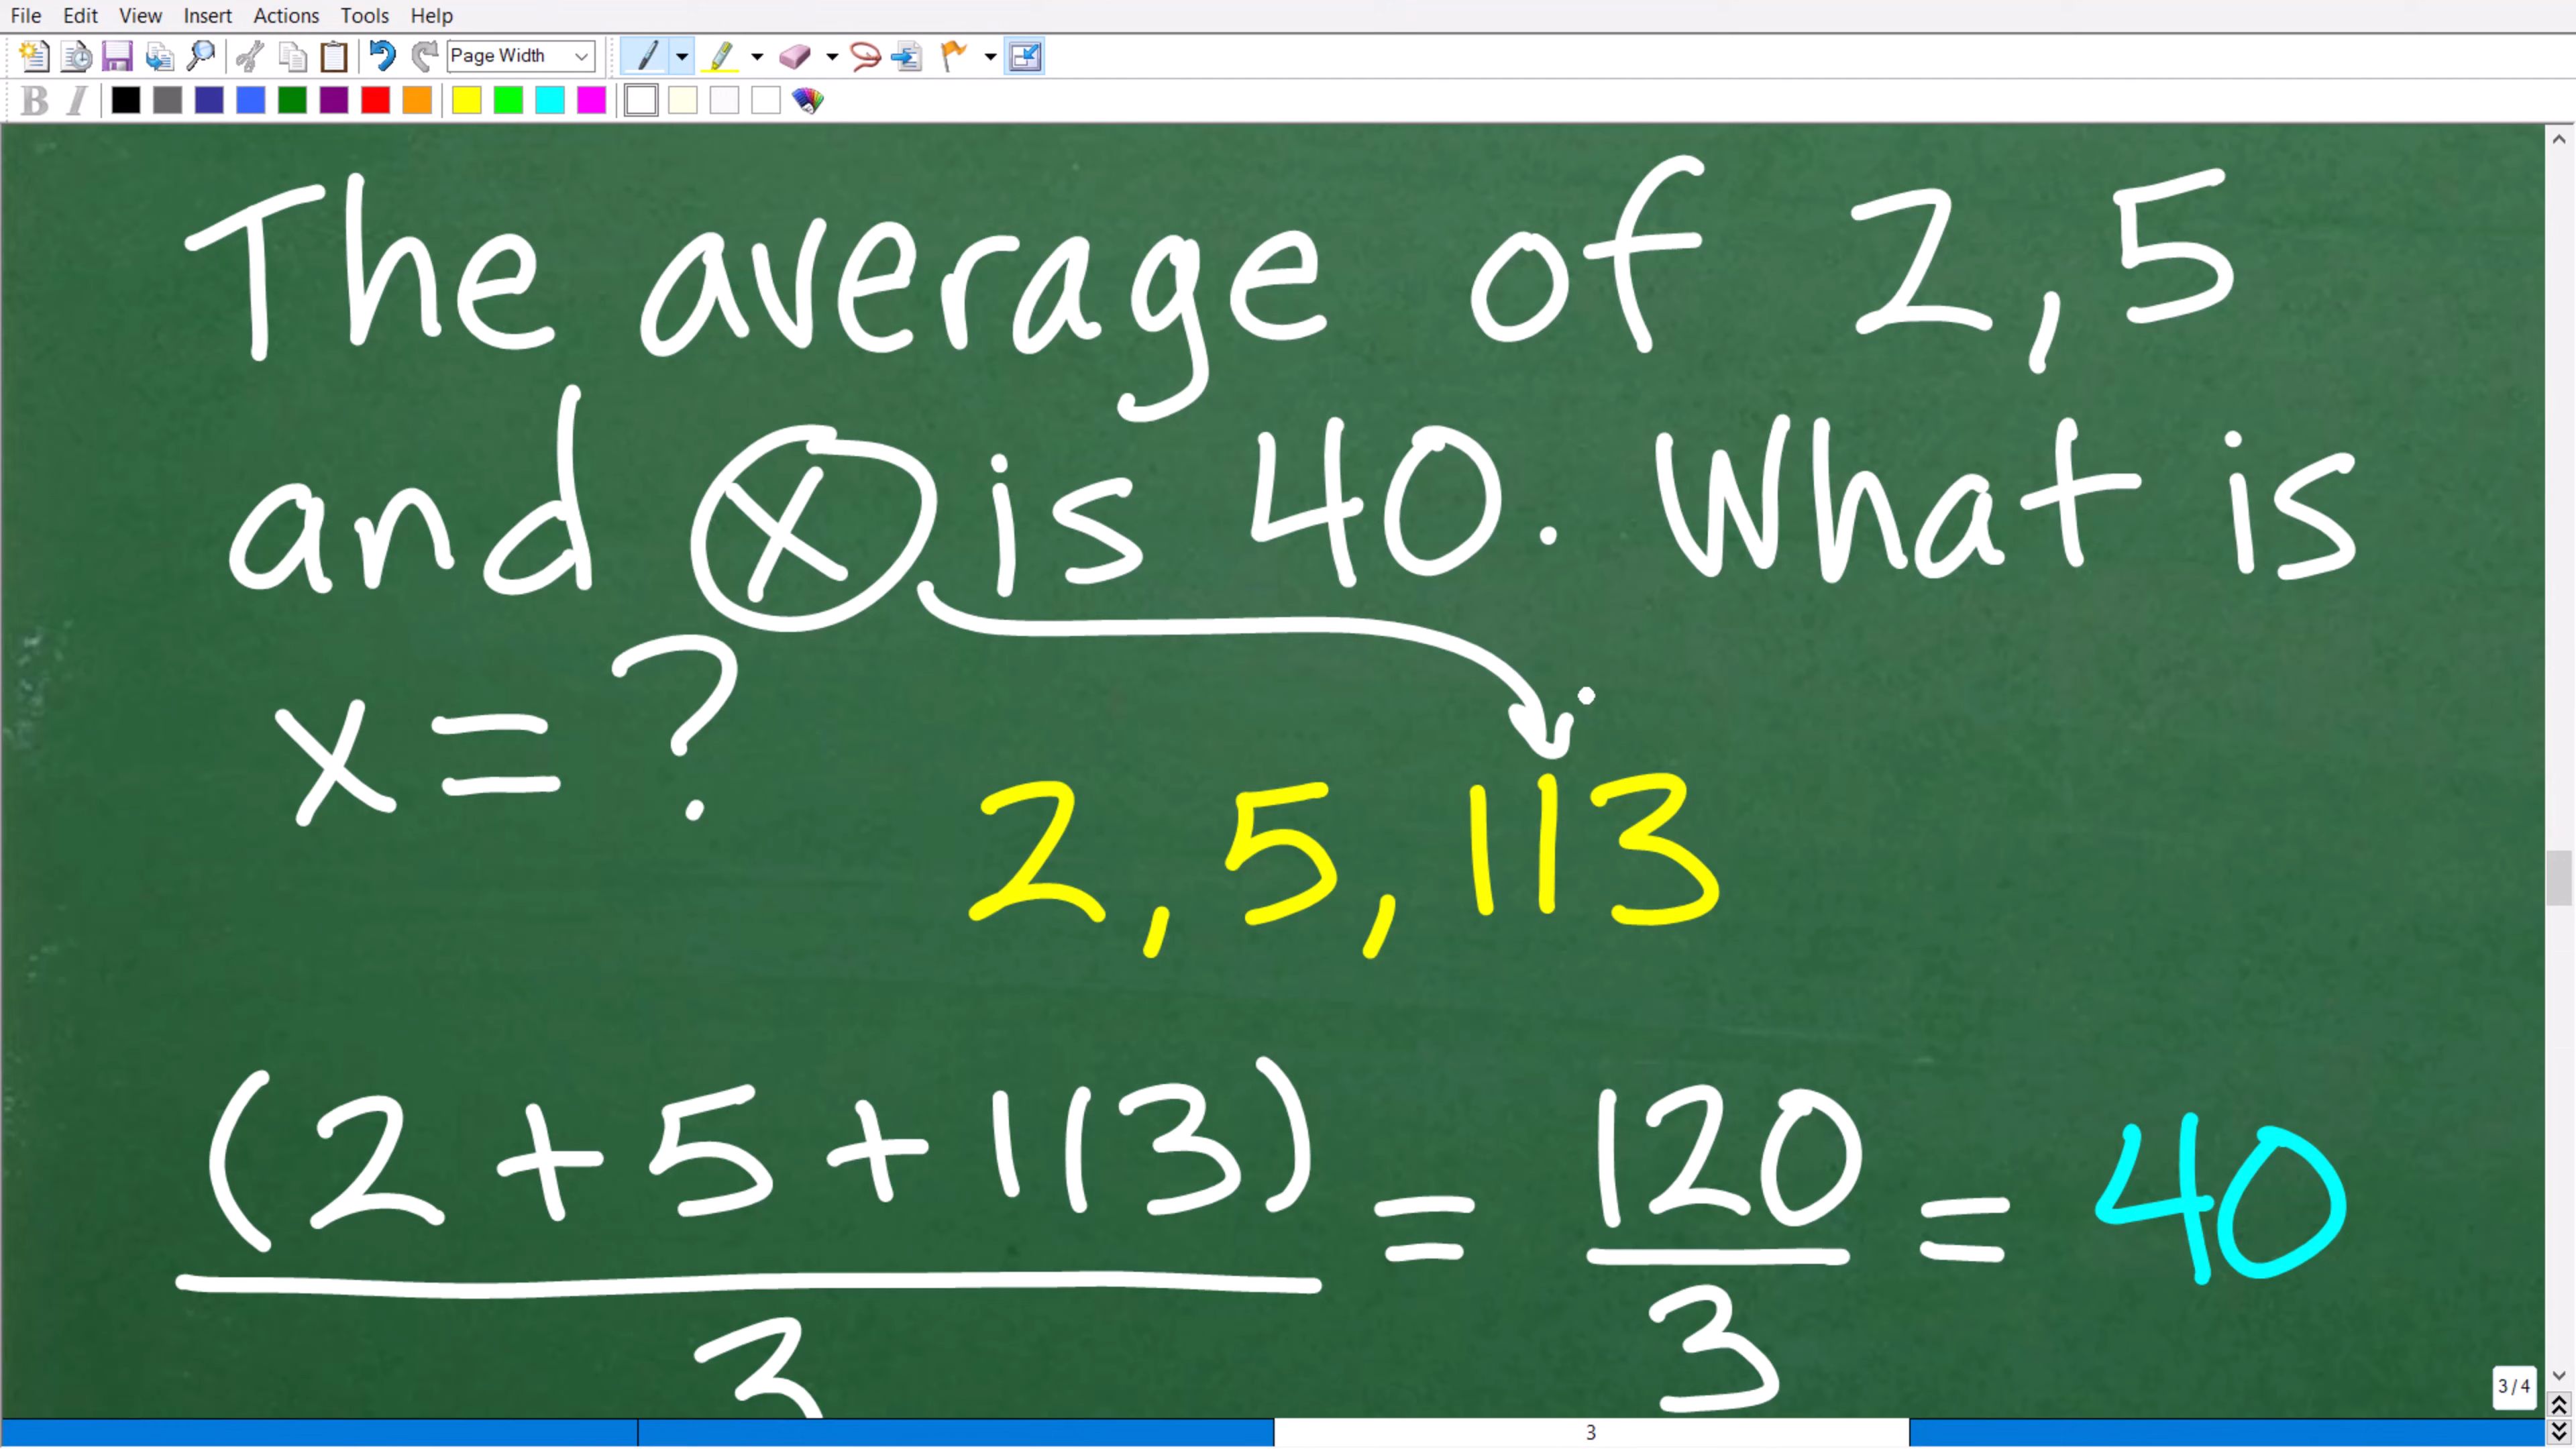 File Edit View Insert Actions Tools Help
Page Width
B I
The average of 2, 5
and x is 40. What is
x = ?
2, 5, 113
(2 + 5 + 113) = 120 = 40
3 3
3 / 4
3